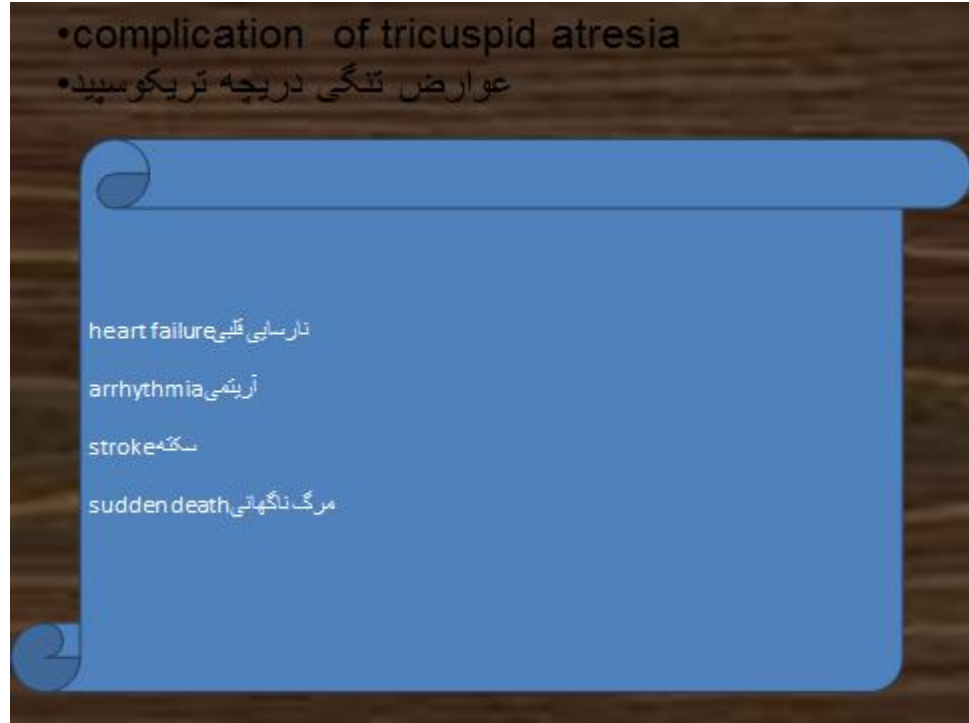 •complication of tricuspid atresia
•عوارض تنگی دریچه تریکوسپید
heart failureنارسایی قلبی
arrhythmiaآریتمی
strokeسکته
sudden deathمرگ ناگهانی